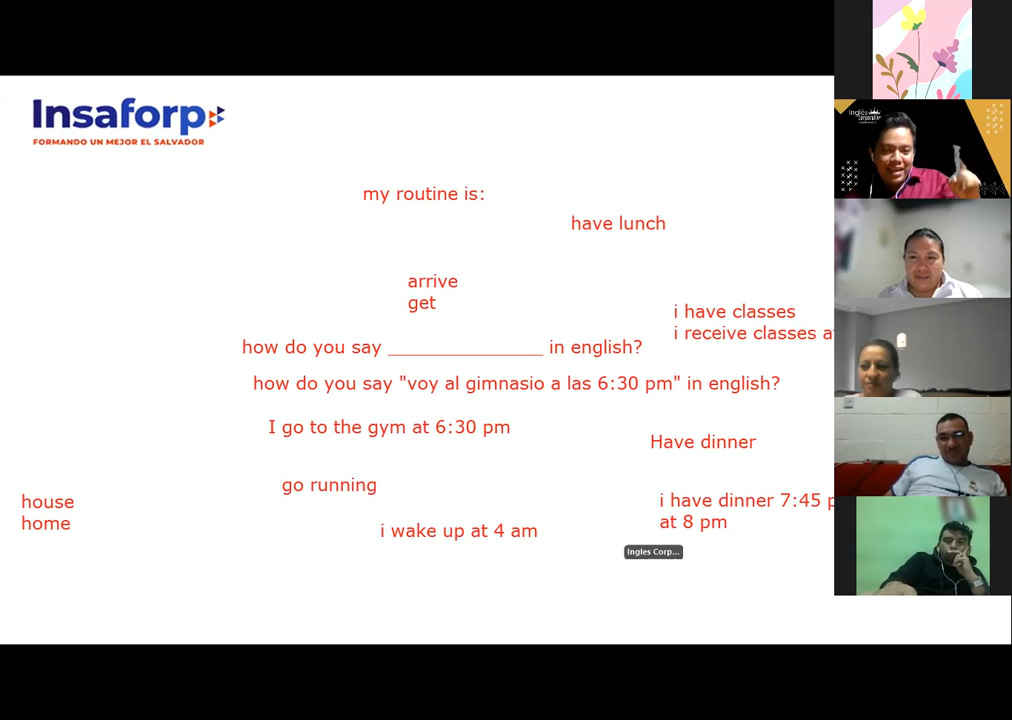 Insaforp
FORMANDO UN MEJOR EL SALVADOR
my routine is:
have lunch
arrive
get
i have classes
i receive classes
how do you say ________________ in english?
how do you say "voy al gimnasio a las 6:30 pm" in english?
I go to the gym at 6:30 pm
Have dinner
go running
house
home
i have dinner 7:45
at 8 pm
i wake up at 4 am
Ingles Corp...
Inglés
corporativo